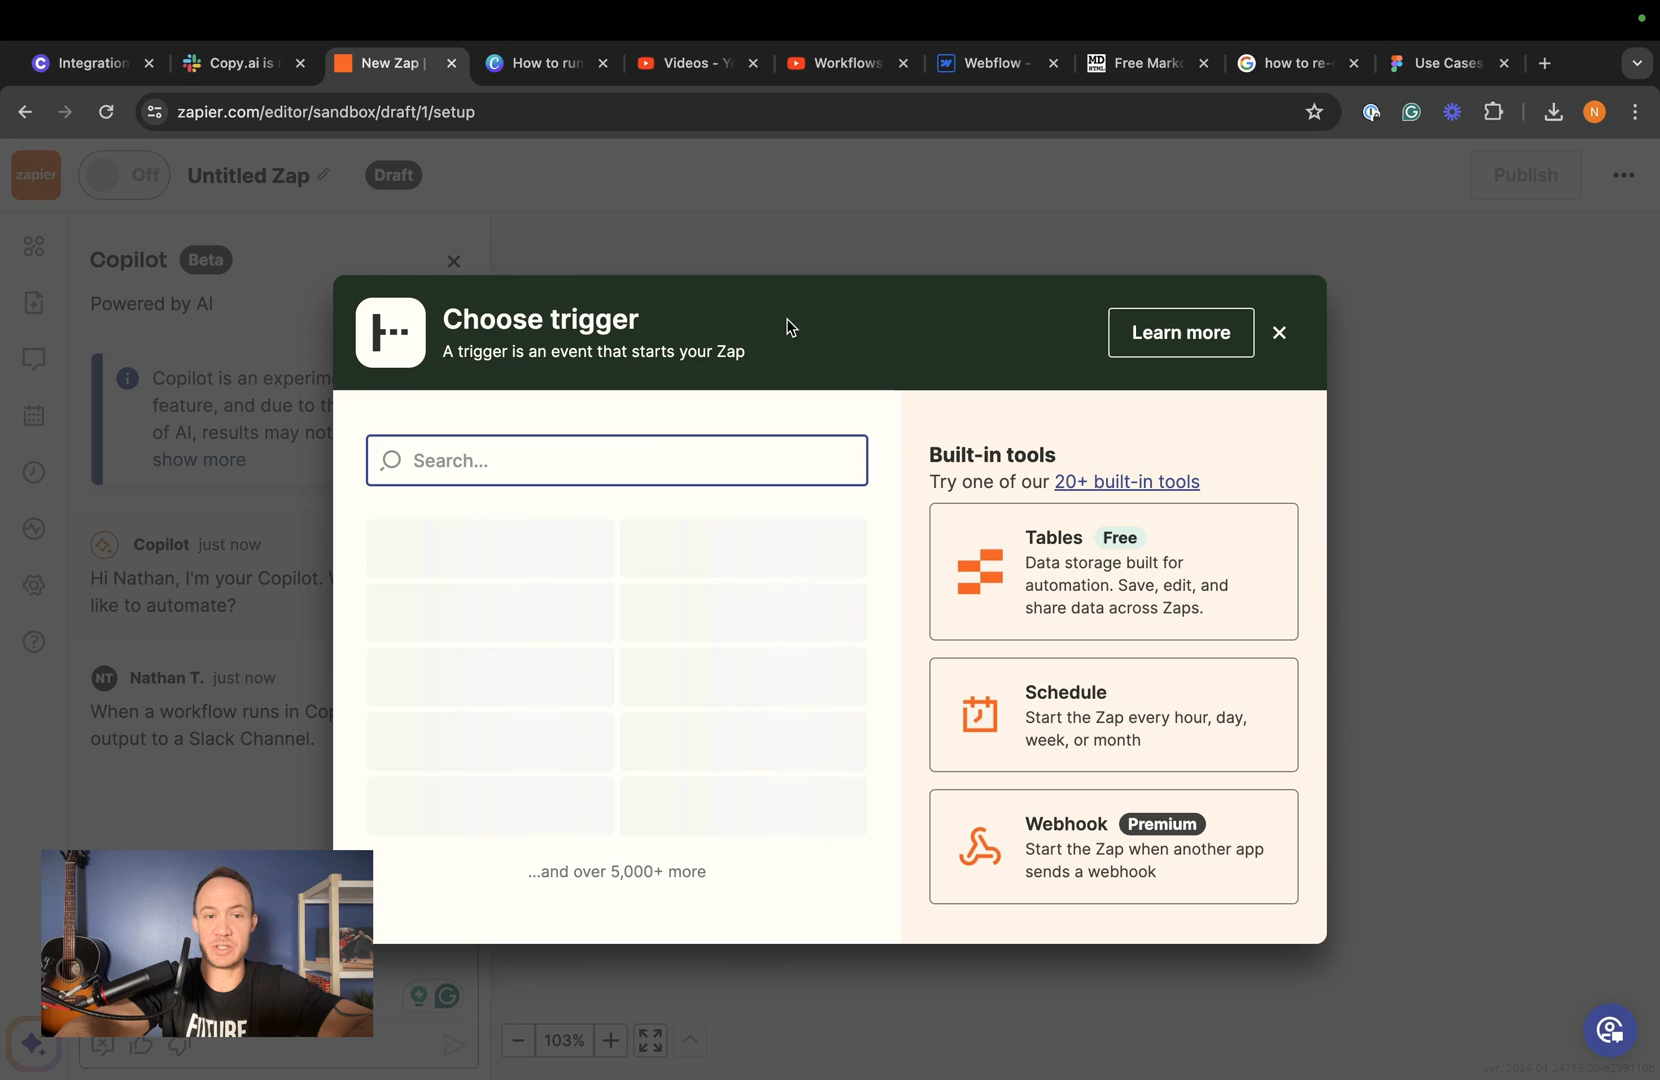 Integration
Copy.ai is
New Zap |
How to run
Videos - Y
Workflows
Webflow -
Free Mark
how to re-
Use Cases
zapier.com/editor/sandbox/draft/1/setup
N
zapier
Off
Untitled Zap
Draft
Publish
Copilot Beta
Powered by AI
Copilot is an experim
feature, and due to th
of AI, results may not
show more
Copilot just now
Hi Nathan, I'm your Copilot.
like to automate?
NT Nathan T. just now
When a workflow runs in Cop
output to a Slack Channel.
Choose trigger
A trigger is an event that starts your Zap
Learn more
Search...
...and over 5,000+ more
Built-in tools
Try one of our 20+ built-in tools
Tables Free
Data storage built for
automation. Save, edit, and
share data across Zaps.
Schedule
Start the Zap every hour, day,
week, or month
Webhook Premium
Start the Zap when another app
sends a webhook
FUTURE
103%